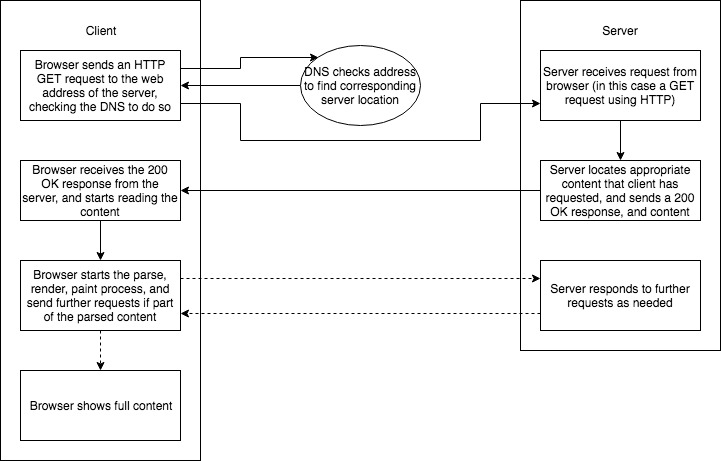 Client
Server
Browser sends an HTTP
GET request to the web
address of the server,
checking the DNS to do so
DNS checks address
to find corresponding
server location
Server receives request from
browser (in this case a GET
request using HTTP)
Browser receives the 200
OK response from the
server, and starts reading the
content
Server locates appropriate
content that client has
requested, and sends a 200
OK response, and content
Browser starts the parse,
render, paint process, and
send further requests if part
of the parsed content
Server responds to further
requests as needed
Browser shows full content